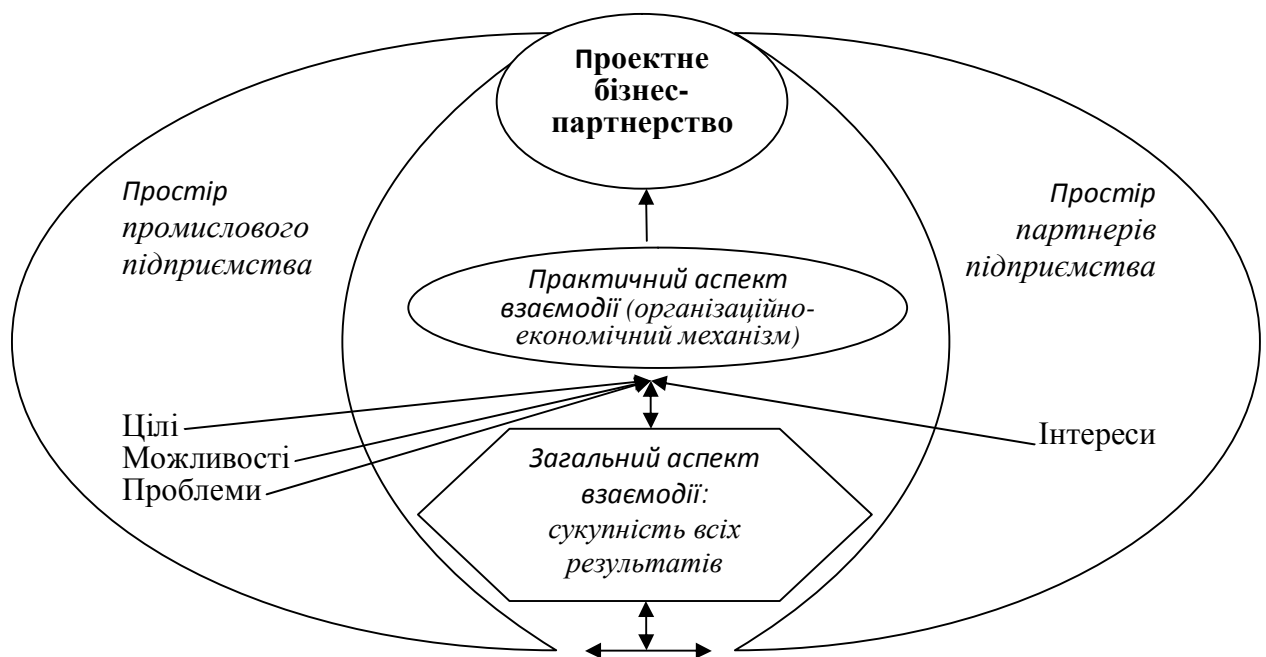 Проектне
бізнес-
партнерство
Простір
промислового
підприємства
Простір
партнерів
підприємства
Практичний аспект
взаємодії (організаційно-
економічний механізм)
Цілі
Можливості
Проблеми
Інтереси
Загальний аспект
взаємодії:
сукупність всіх
результатів